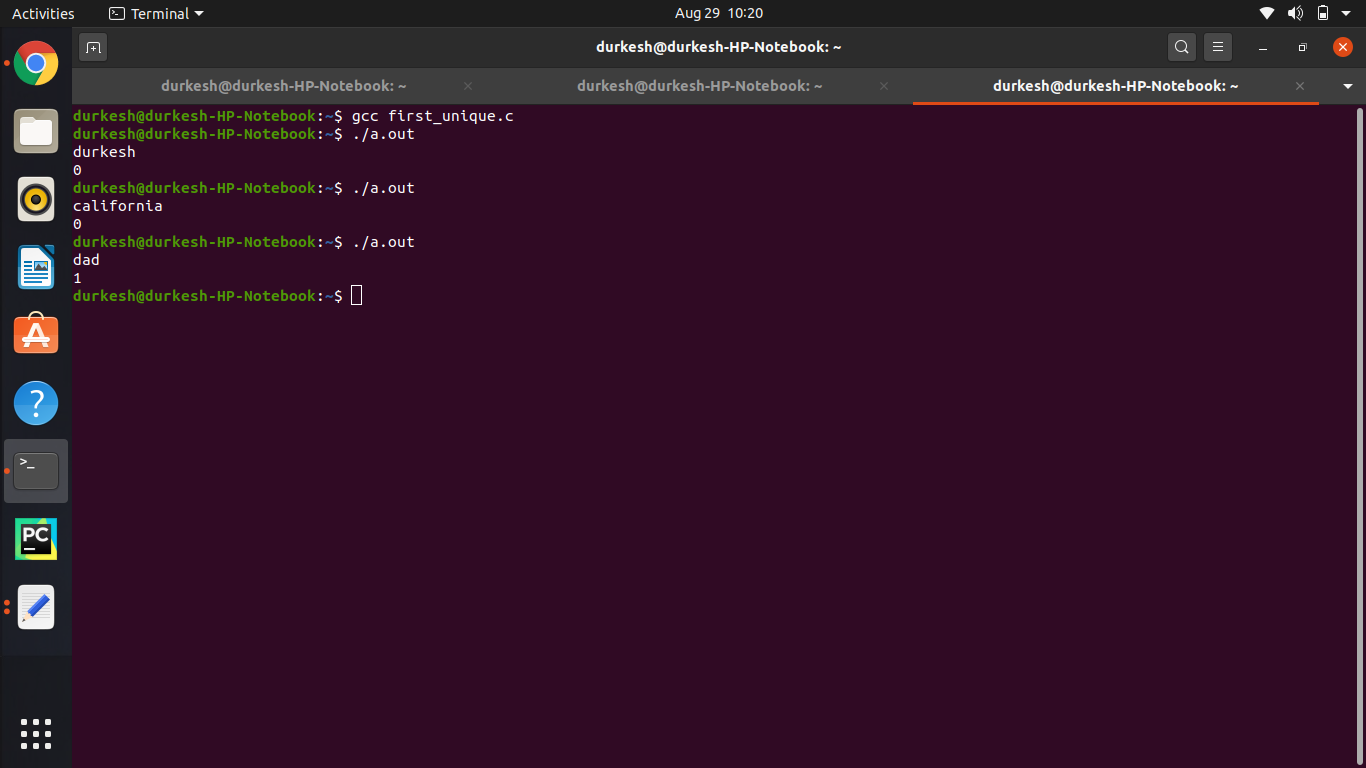 Activities
Terminal
Aug 29 10:20
durkesh@durkesh-HP-Notebook: ~
durkesh@durkesh-HP-Notebook: ~
durkesh@durkesh-HP-Notebook: ~
durkesh@durkesh-HP-Notebook: ~
durkesh@durkesh-HP-Notebook:~$ gcc first_unique.c
durkesh@durkesh-HP-Notebook:~$ ./a.out
durkesh
0
durkesh@durkesh-HP-Notebook:~$ ./a.out
california
0
durkesh@durkesh-HP-Notebook:~$ ./a.out
dad
1
durkesh@durkesh-HP-Notebook:~$
A
?
>_
PC